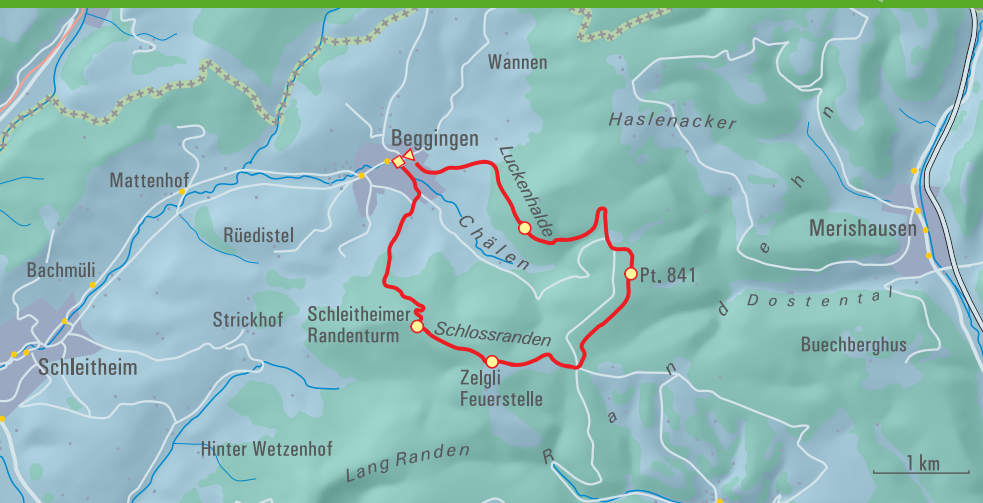 Wannen
Haslenacker
Beggingen
Luckenhalde
Mattenhof
Chälen
Rüedistel
Merishausen
Bachmüli
Pt. 841
Dostental
Schleitheimer
Randenturm
Strickhof
Schlossranden
Buechberghus
Schleitheim
Zelgli
Feuerstelle
Hinter Wetzenhof
Lang Randen
Randehn
1 km